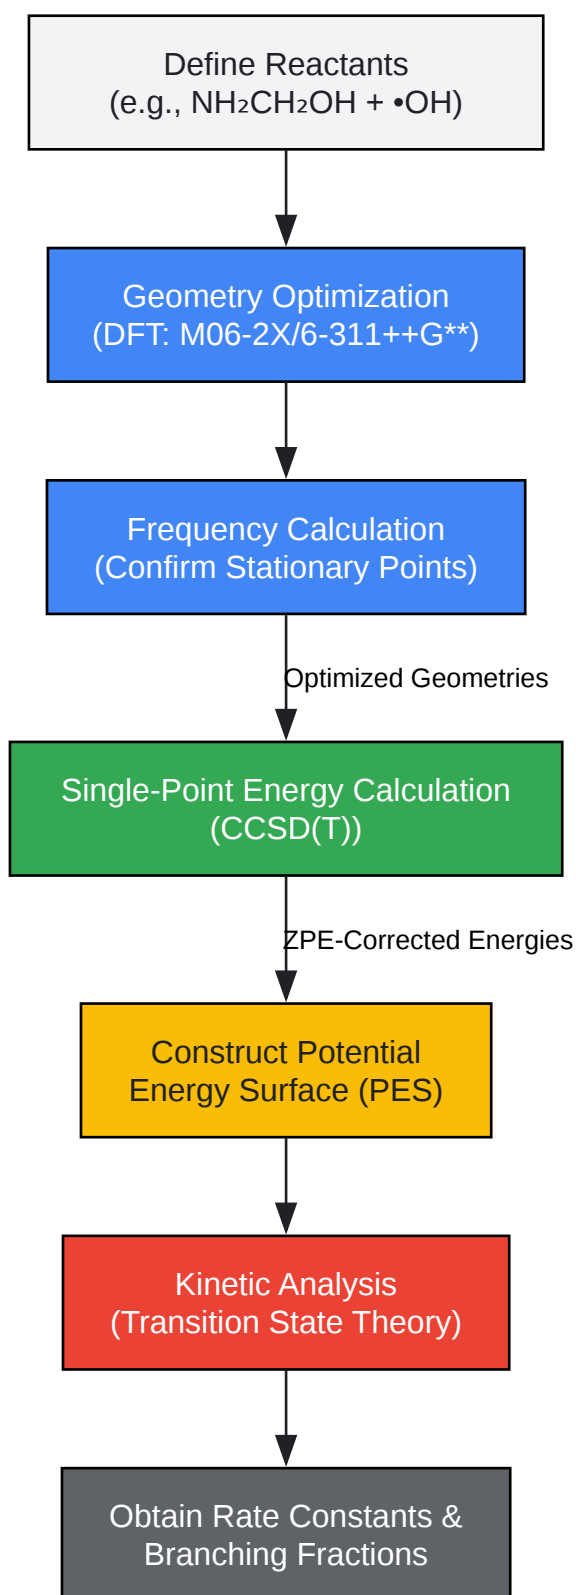 Define Reactants
(e.g., NH₂CH₂OH + •OH)
Geometry Optimization
(DFT: M06-2X/6-311++G**)
Frequency Calculation
(Confirm Stationary Points)
Optimized Geometries
Single-Point Energy Calculation
(CCSD(T))
ZPE-Corrected Energies
Construct Potential
Energy Surface (PES)
Kinetic Analysis
(Transition State Theory)
Obtain Rate Constants &
Branching Fractions